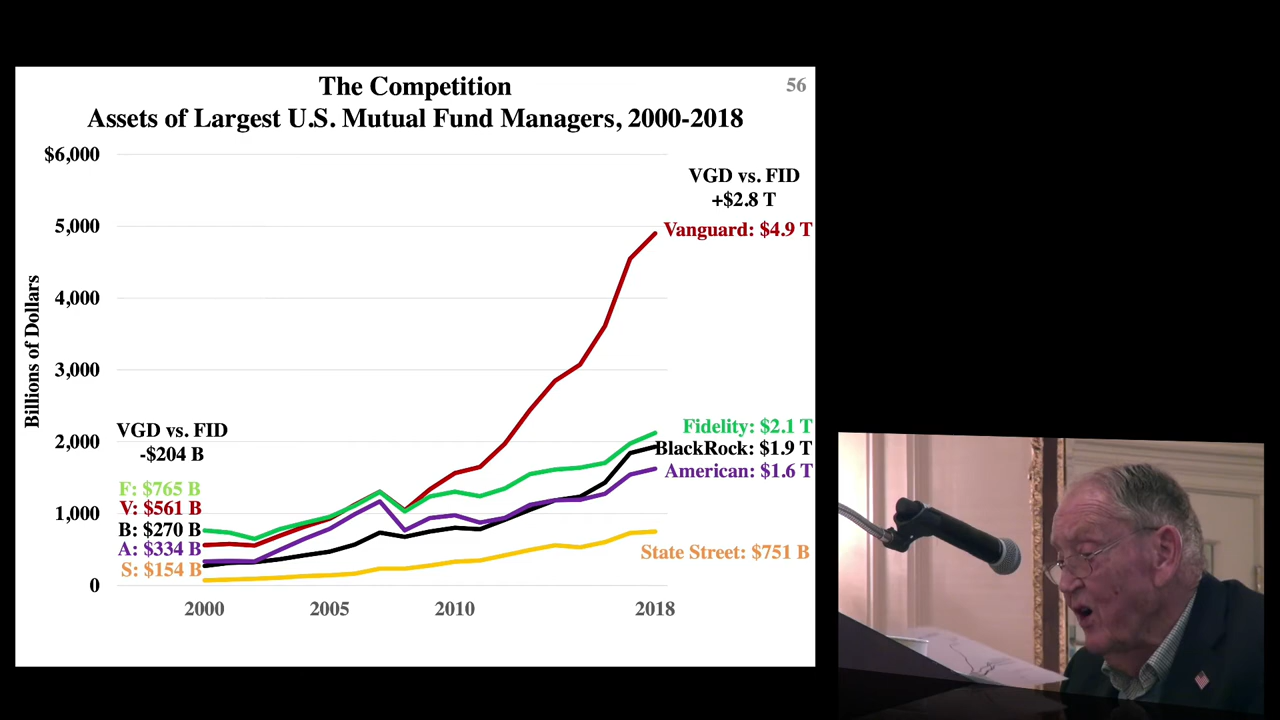 The Competition
56
Assets of Largest U.S. Mutual Fund Managers, 2000-2018
$6,000
5,000
4,000
3,000
2,000
1,000
0
Billions of Dollars
VGD vs. FID
+$2.8 T
Vanguard: $4.9 T
Fidelity: $2.1 T
BlackRock: $1.9 T
American: $1.6 T
State Street: $751 B
VGD vs. FID
-$204 B
F: $765 B
V: $561 B
B: $270 B
A: $334 B
S: $154 B
2000
2005
2010
2018